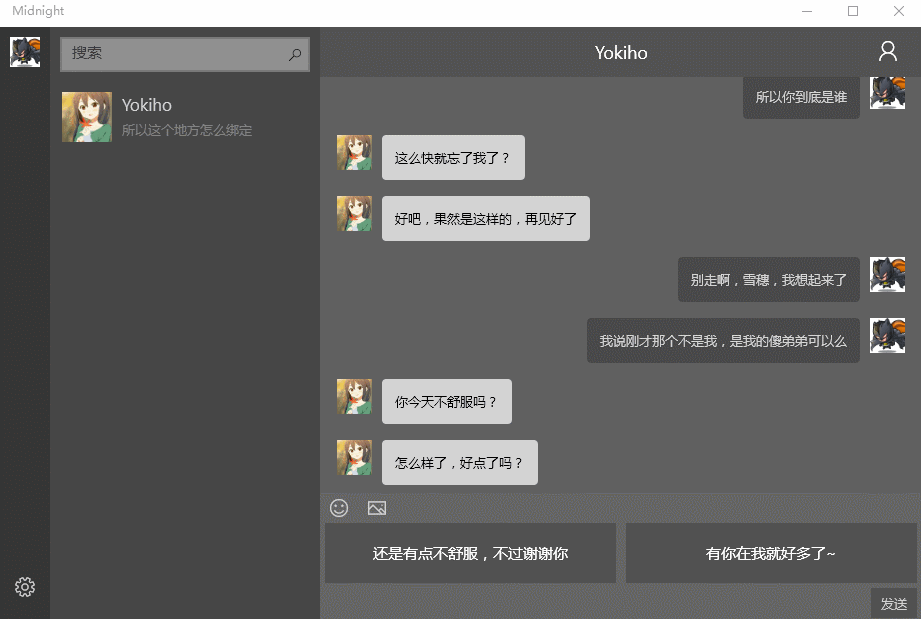 Midnight
搜索
Yokiho
所以这个地方怎么绑定
Yokiho
所以你到底是谁
这么快就忘了我了？
好吧，果然是这样的，再见好了
别走啊，雪穗，我想起来了
我说刚才那个不是我，是我的傻弟弟可以么
你今天不舒服吗？
怎么样了，好点了吗？
还是有点不舒服，不过谢谢你
有你在我就好多了~
发送